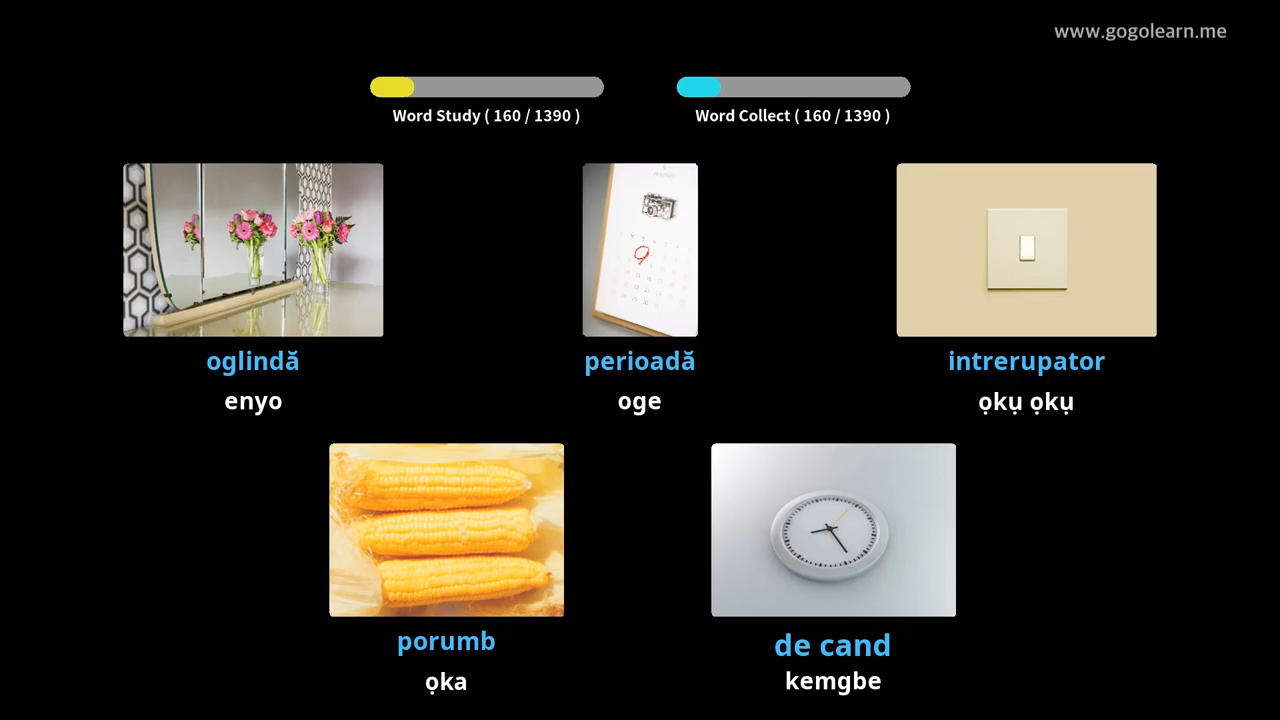 www.gogolearn.me
Word Study ( 160 / 1390 )
Word Collect ( 160 / 1390 )
oglindă
enyo
perioadă
oge
intrerupator
ọkụ ọkụ
9
porumb
ọka
de cand
kemgbe